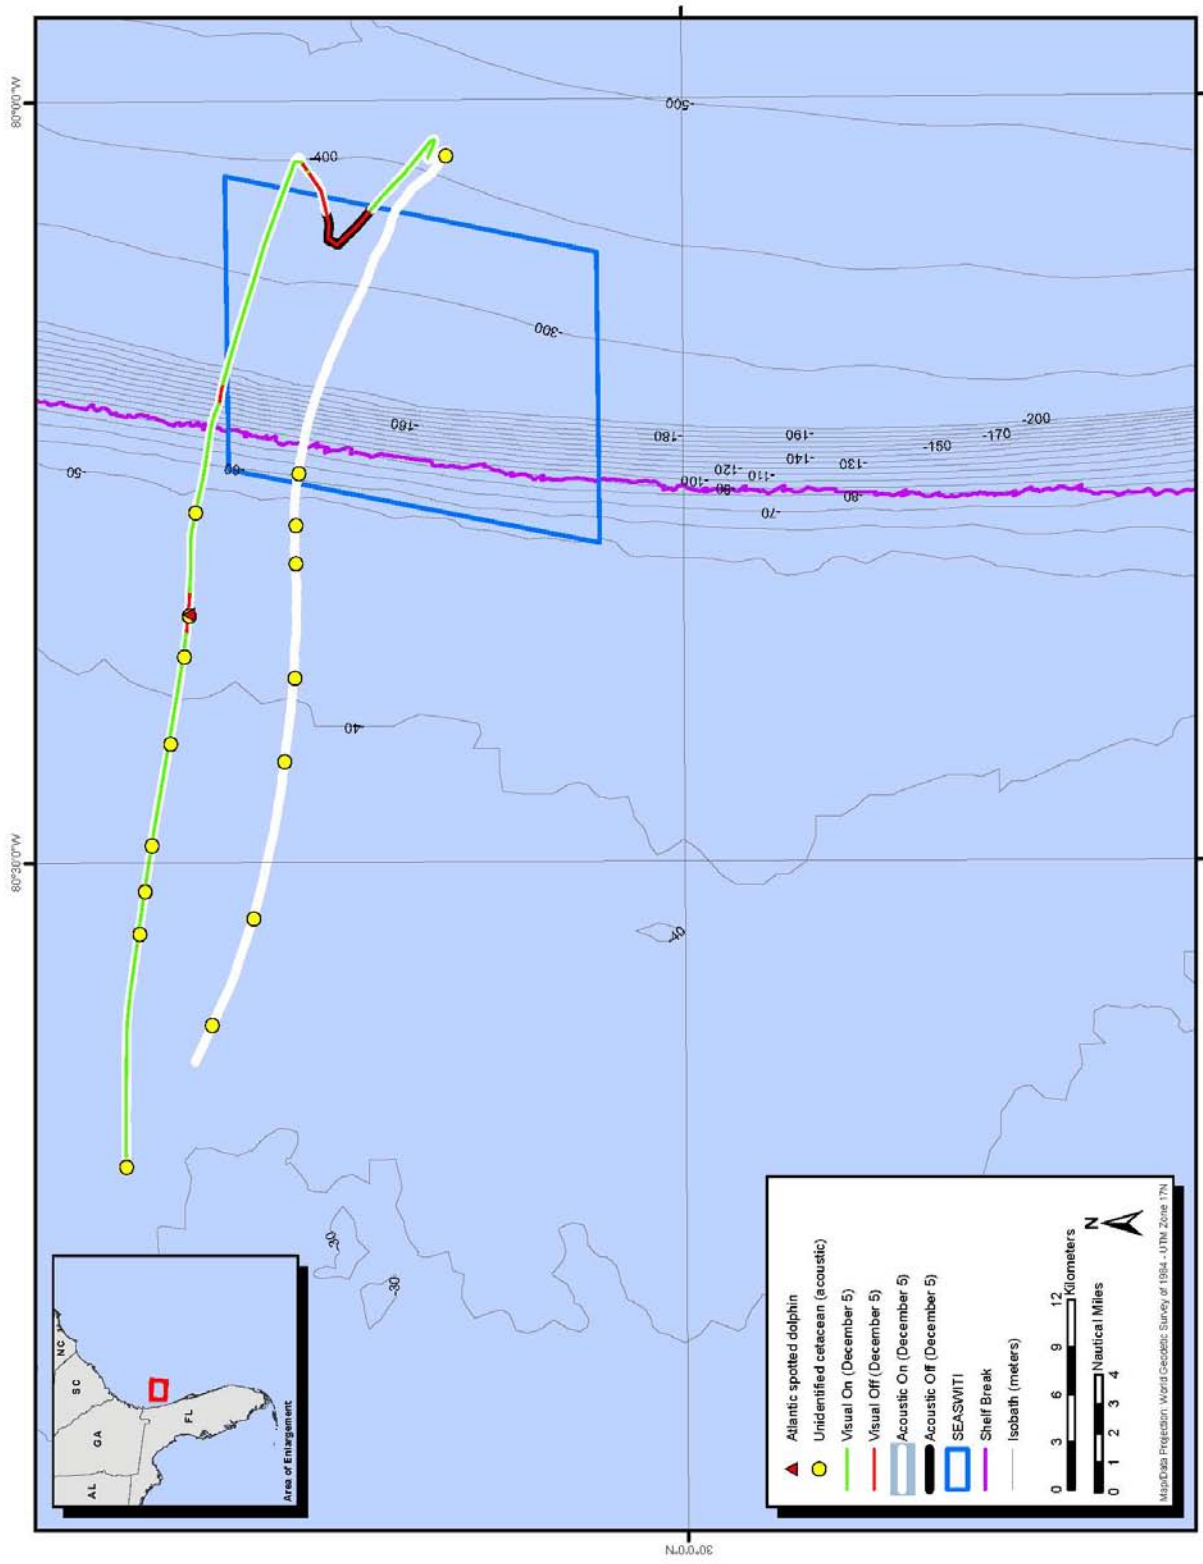 80°30'0"W
80°0'0"W
30°0'0"N
AL
GA
SC
NC
FL
Area of Enlargement
-30
-30
-40
-40
-50
-60
-160
-300
-400
-500
-180
-100
-90
-120
-110
-190
-140
-130
-80
-70
-150
-170
-200
Atlantic spotted dolphin
Unidentified cetacean (acoustic)
Visual On (December 5)
Visual Off (December 5)
Acoustic On (December 5)
Acoustic Off (December 5)
SEASWITI
Shelf Break
Isobath (meters)
0 3 6 9 12
Kilometers
Nautical Miles
0 1 2 3 4
N
Map/Data Projection: World Geodetic Survey of 1984 - UTM Zone 17N